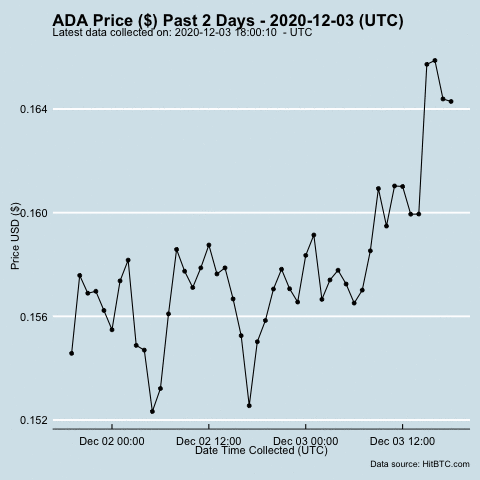 ADA Price ($) Past 2 Days - 2020-12-03 (UTC)
Latest data collected on: 2020-12-03 18:00:10  - UTC
Price USD ($)
0.164
0.160
0.156
0.152
Dec 02 00:00
Dec 02 12:00
Dec 03 00:00
Dec 03 12:00
Date Time Collected (UTC)
Data source: HitBTC.com